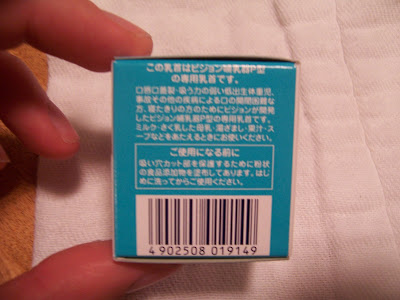 この乳首はピジョン哺乳器P型
の専用乳首です。
口唇口蓋裂・吸う力の弱い低出生体重児、
事故その他の疾病による口の開閉困難な
方、寝たきりの方のためにピジョンが開発
したピジョン哺乳器P型の専用乳首です。
ミルク・さく乳した母乳・湯ざまし・果汁・ス
ープなどをあたえるときにお使いください。
ご使用になる前に
吸い穴カット部を保護するために粉状
の食品添加物を塗布してあります。はじ
めに洗ってからご使用ください。
4 902508 019149